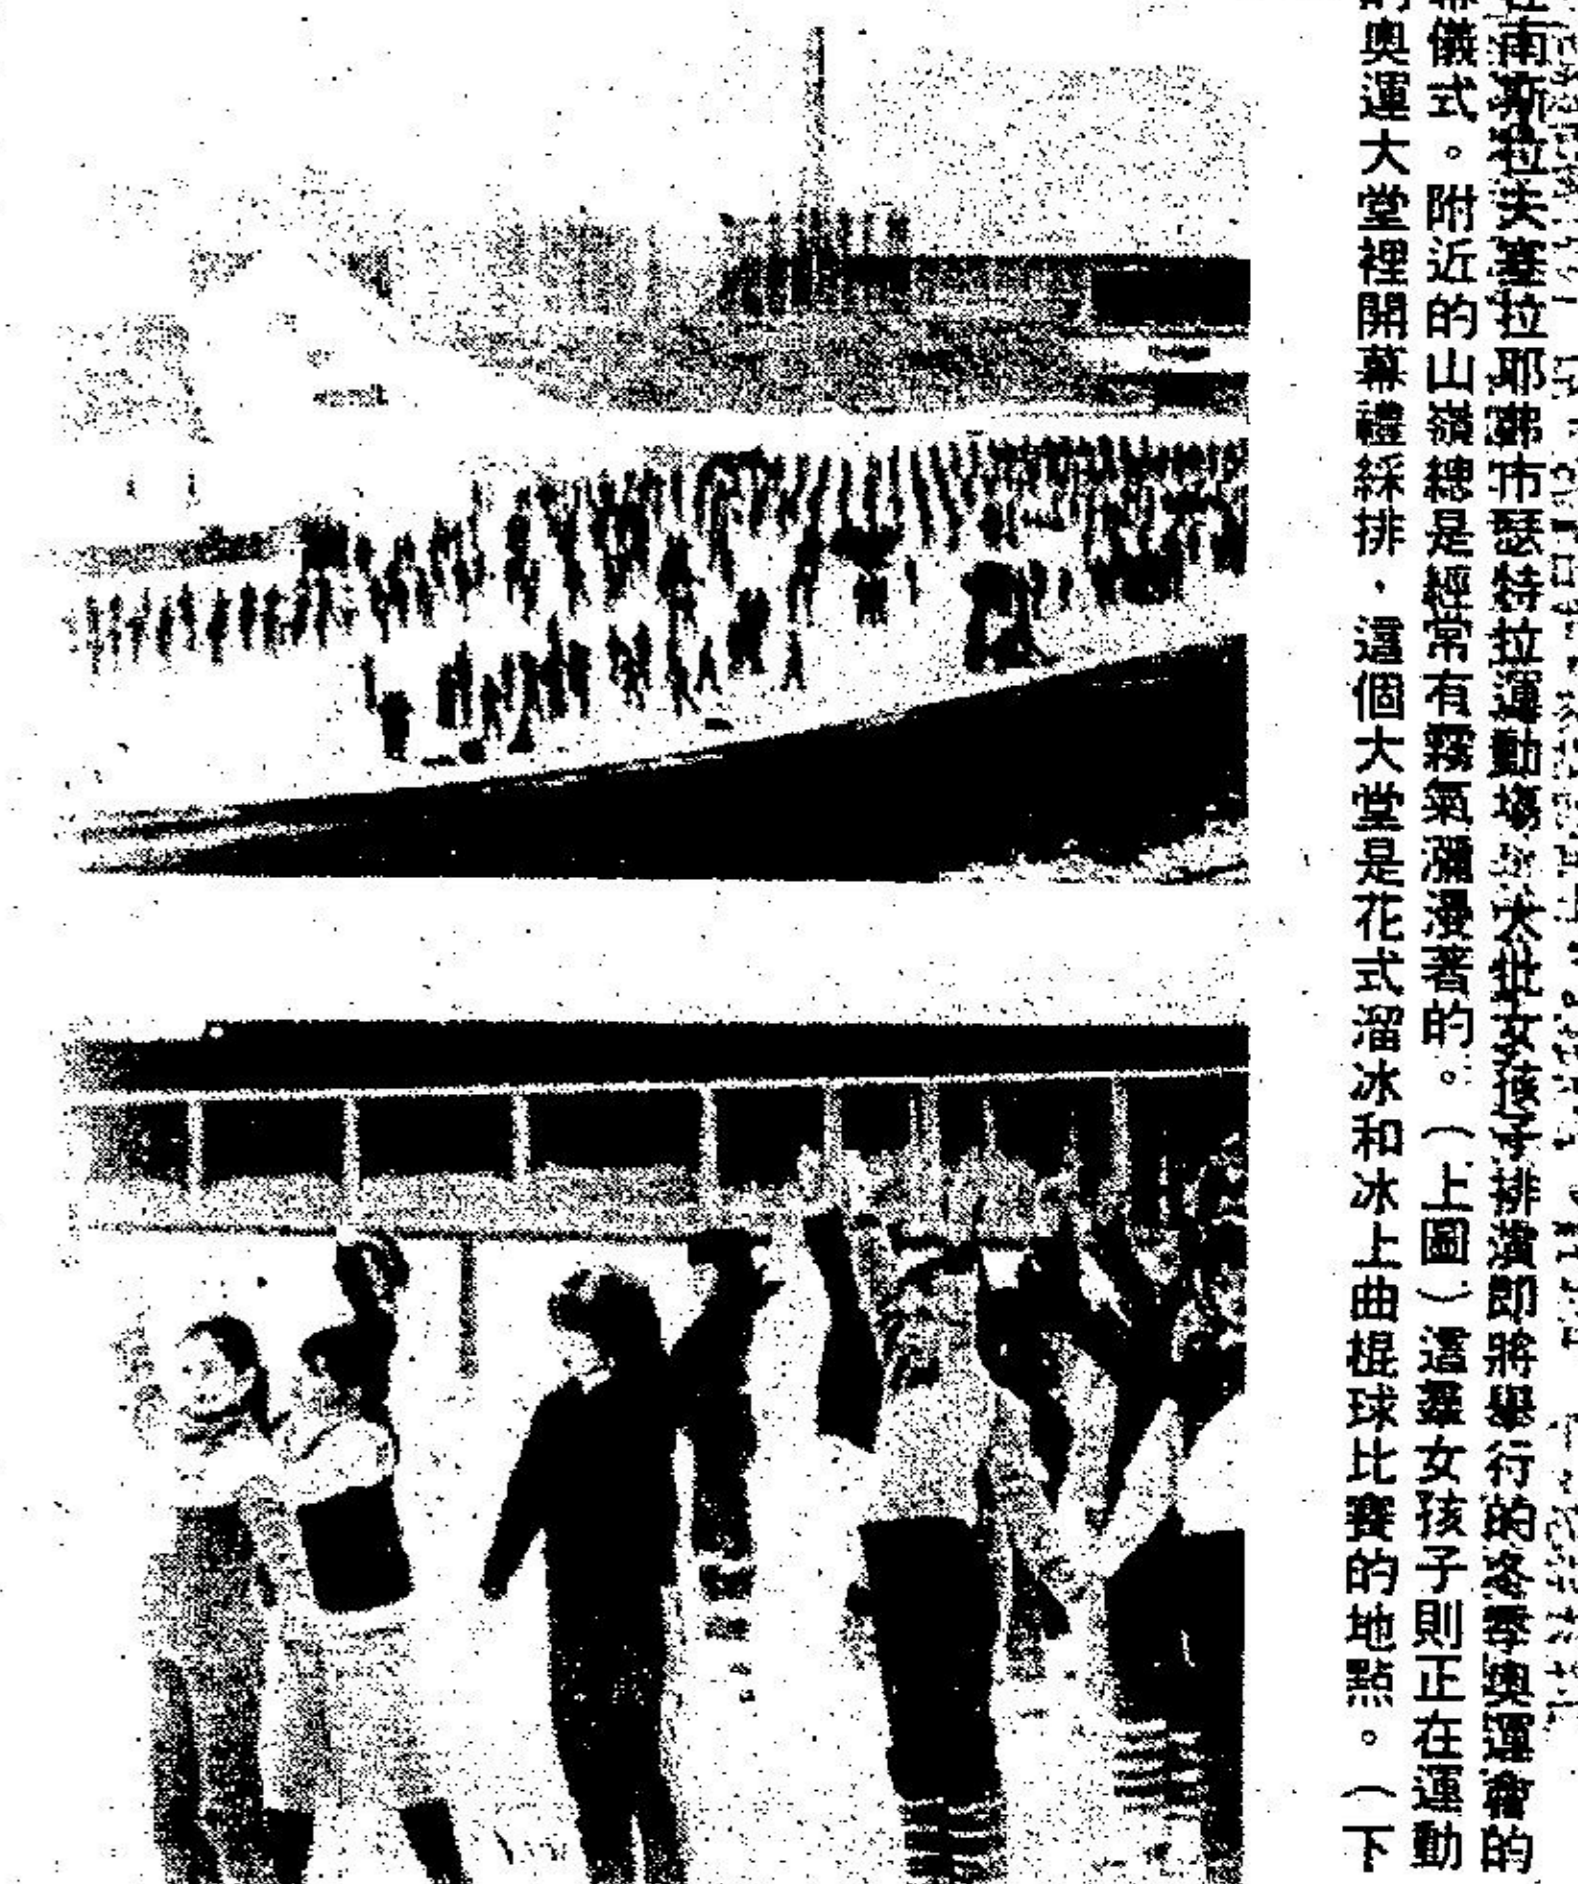 在南斯拉夫塞拉耶弗市瑟特拉運動場，大批女孩子排演即將舉行的冬季奧運會的
幕儀式。附近的山嶺總是經常有霧氣瀰漫著的。（上圖）這羣女孩子則正在運動
的奧運大堂裡開幕禮綵排，這個大堂是花式溜冰和冰上曲棍球比賽的地點。（下